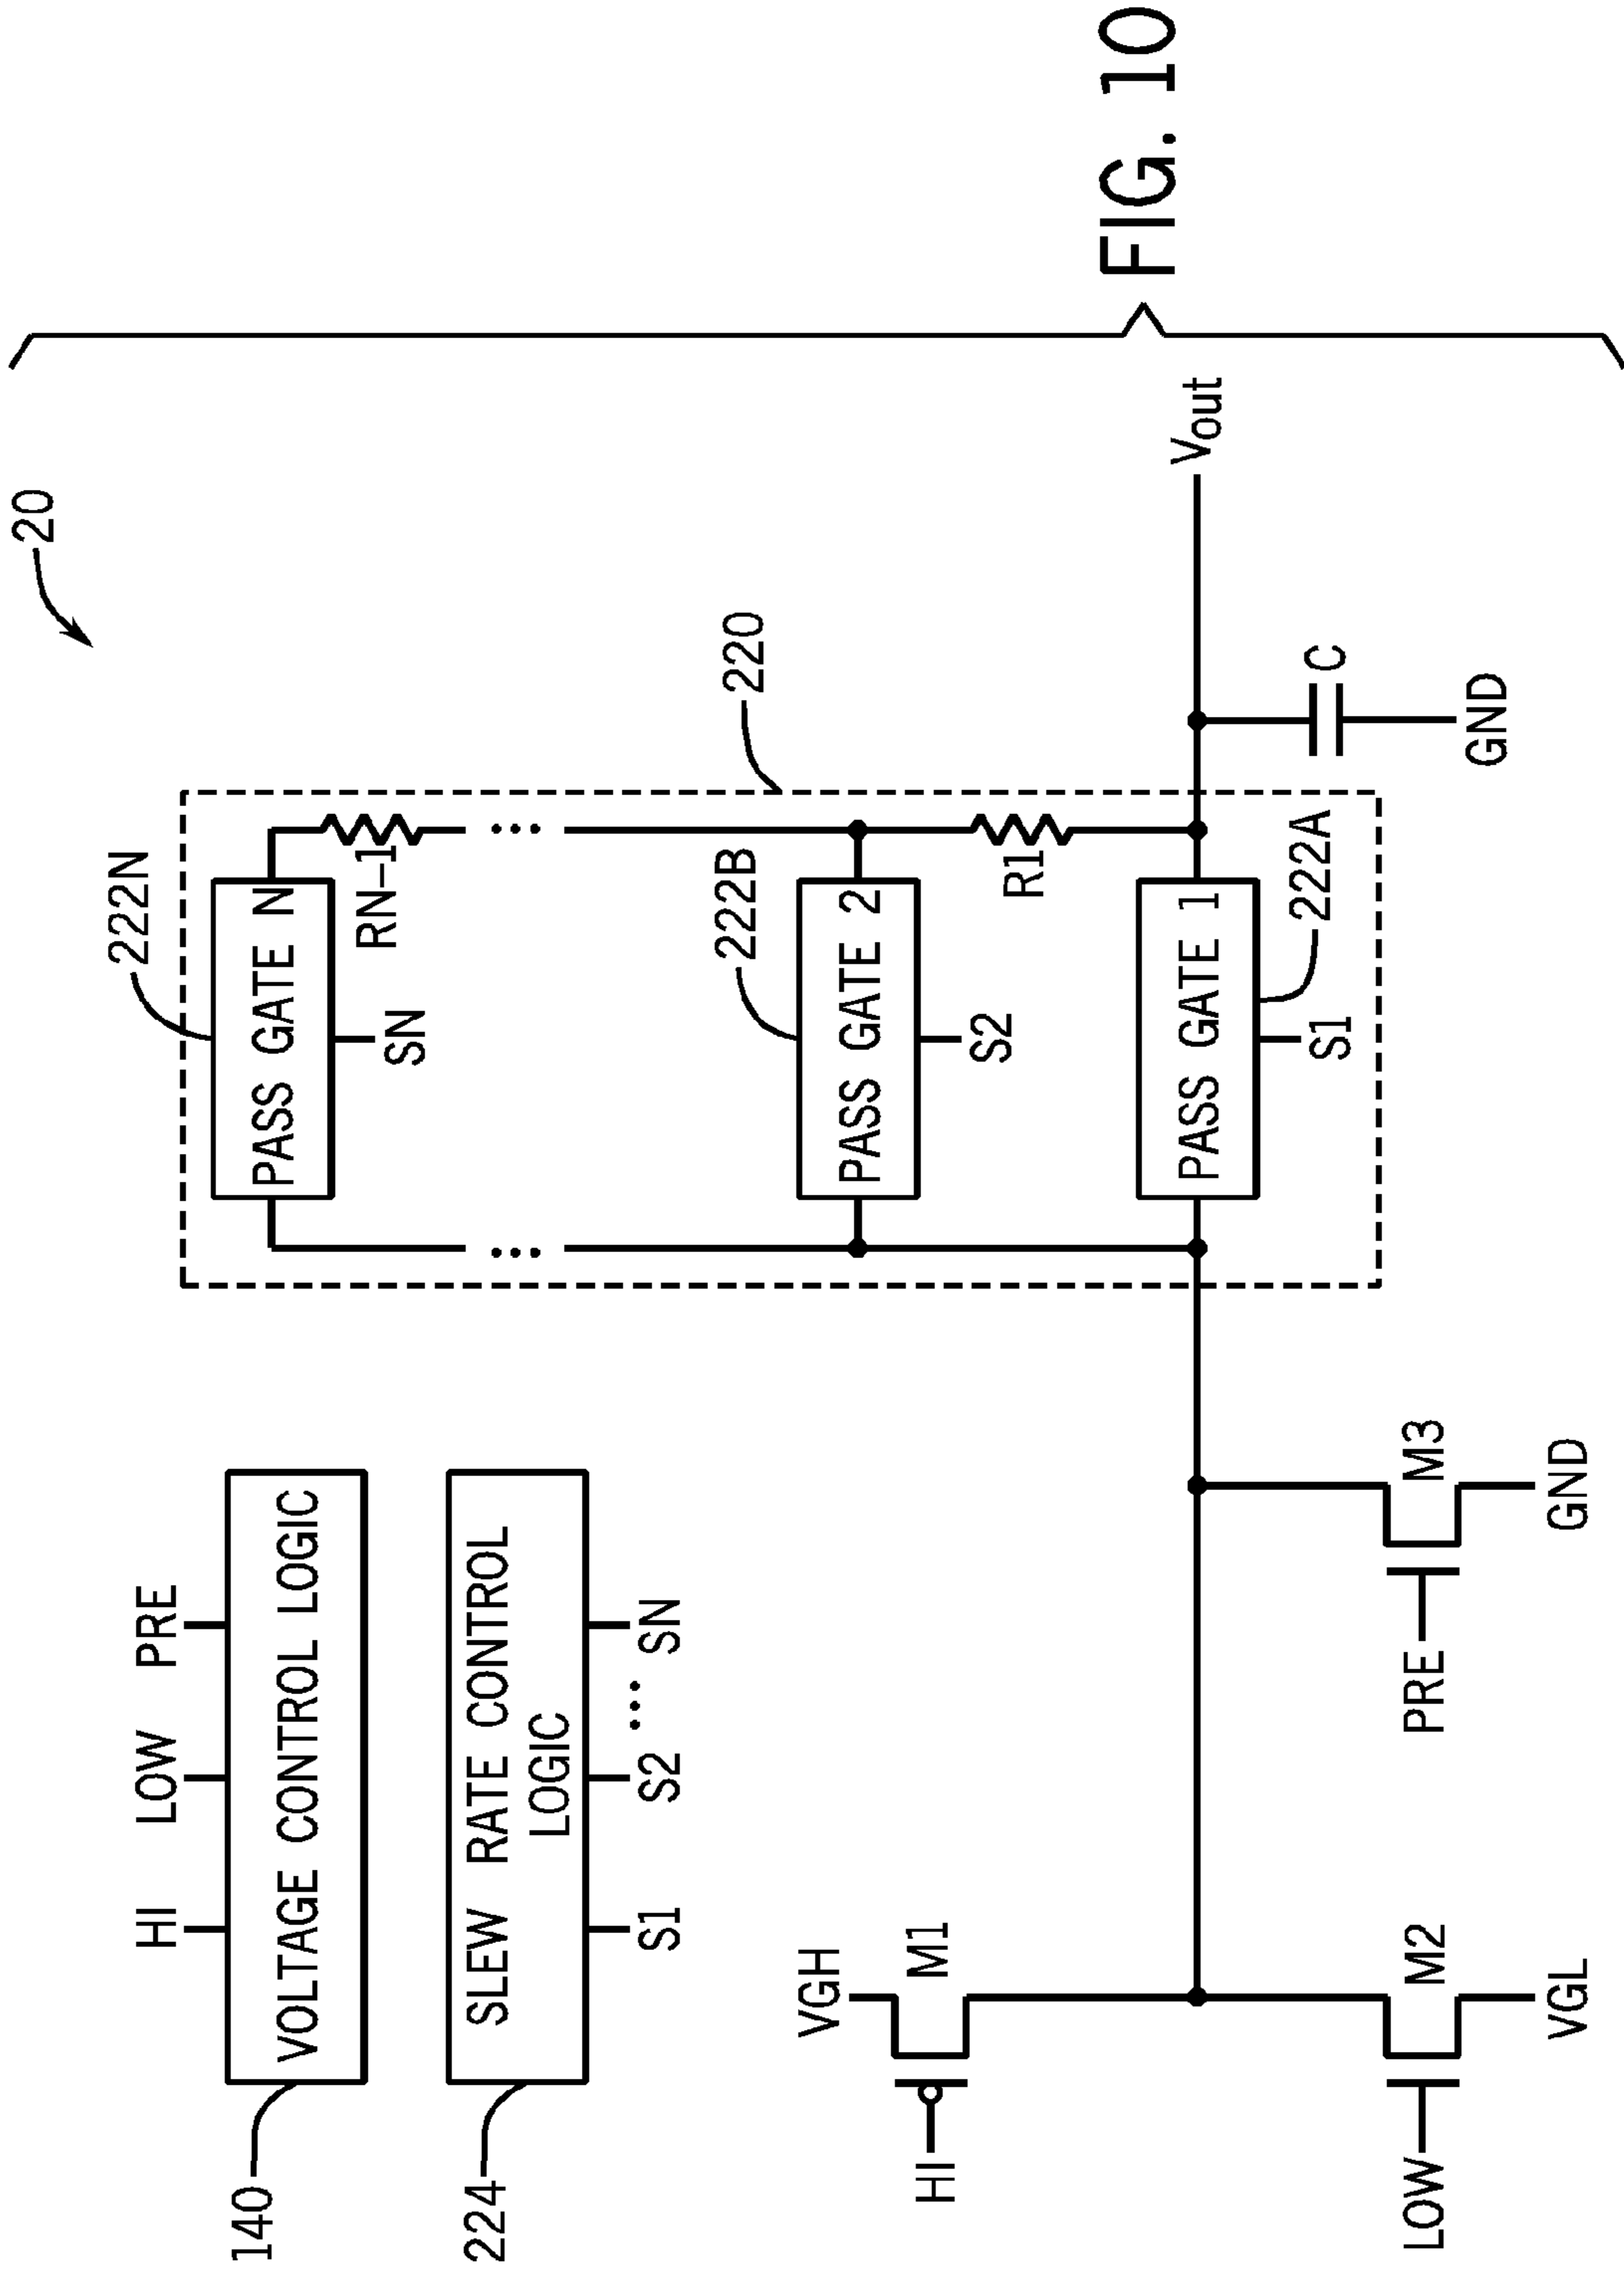 20
HI LOW PRE
140
VOLTAGE CONTROL LOGIC
224
SLEW RATE CONTROL
LOGIC
S1 S2 ... SN
222N
PASS GATE N
SN
RN-1
220
222B
PASS GATE 2
S2
R1
PASS GATE 1
S1
222A
VGH
HI
M1
LOW
M2
VGL
PRE
M3
GND
C
GND
Vout
FIG. 10